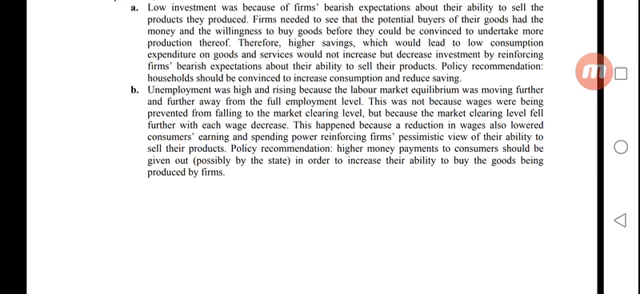 a. Low investment was because of firms' bearish expectations about their ability to sell the
products they produced. Firms needed to see that the potential buyers of their goods had the
money and the willingness to buy goods before they could be convinced to undertake more
production thereof. Therefore, higher savings, which would lead to low consumption
expenditure on goods and services would not increase but decrease investment by reinforcing
firms' bearish expectations about their ability to sell their products. Policy recommendation:
households should be convinced to increase consumption and reduce saving.
b. Unemployment was high and rising because the labour market equilibrium was moving further
and further away from the full employment level. This was not because wages were being
prevented from falling to the market clearing level, but because the market clearing level fell
further with each wage decrease. This happened because a reduction in wages also lowered
consumers' earning and spending power reinforcing firms' pessimistic view of their ability to
sell their products. Policy recommendation: higher money payments to consumers should be
given out (possibly by the state) in order to increase their ability to buy the goods being
produced by firms.